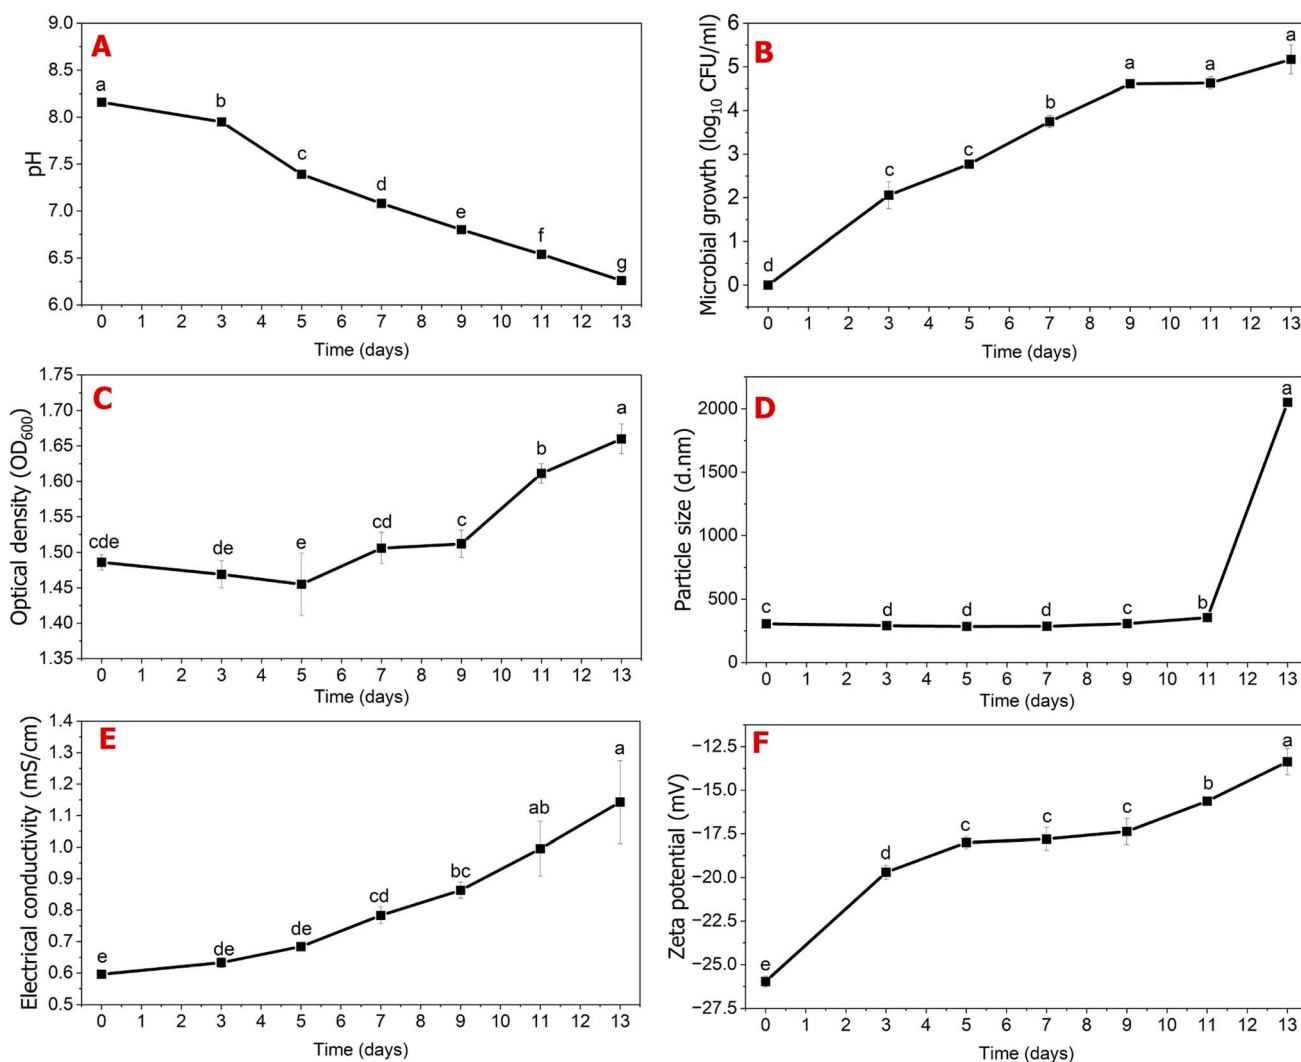 A
pH
9.0
8.5
8.0
7.5
7.0
6.5
6.0
a
b
c
d
e
f
g
0 1 2 3 4 5 6 7 8 9 10 11 12 13
Time (days)
B
Microbial growth (log₁₀ CFU/ml)
6
5
4
3
2
1
0
d
c
c
b
a
a
a
0 1 2 3 4 5 6 7 8 9 10 11 12 13
Time (days)
C
Optical density (OD₆₀₀)
1.75
1.70
1.65
1.60
1.55
1.50
1.45
1.40
1.35
cde
de
e
cd
c
b
a
0 1 2 3 4 5 6 7 8 9 10 11 12 13
Time (days)
D
Particle size (d.nm)
2000
1500
1000
500
0
c
d
d
d
c
b
a
0 1 2 3 4 5 6 7 8 9 10 11 12 13
Time (days)
E
Electrical conductivity (mS/cm)
1.4
1.3
1.2
1.1
1.0
0.9
0.8
0.7
0.6
0.5
e
de
de
cd
bc
ab
a
0 1 2 3 4 5 6 7 8 9 10 11 12 13
Time (days)
F
Zeta potential (mV)
−12.5
−15.0
−17.5
−20.0
−22.5
−25.0
−27.5
e
d
c
c
c
b
a
0 1 2 3 4 5 6 7 8 9 10 11 12 13
Time (days)